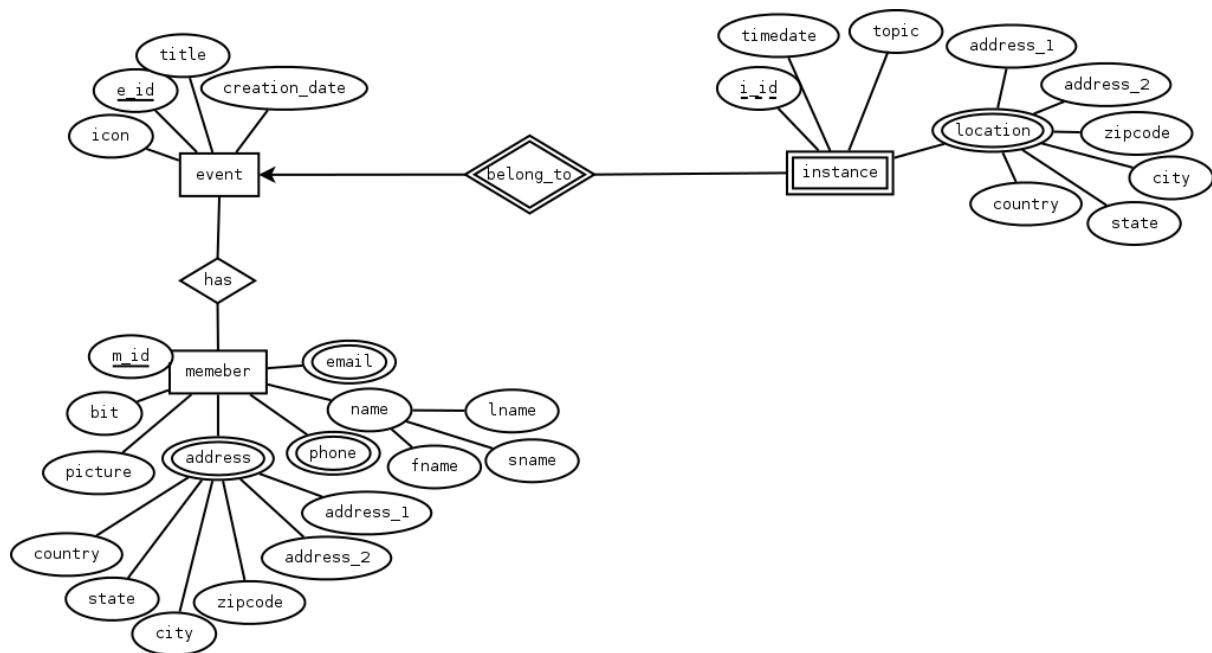 timedate
topic
title
address_1
address_2
e_id
creation_date
i_id
icon
location
zipcode
event
belong_to
instance
city
country
state
has
m_id
email
memeber
bit
name
lname
picture
address
phone
fname
sname
address_1
country
address_2
state
zipcode
city